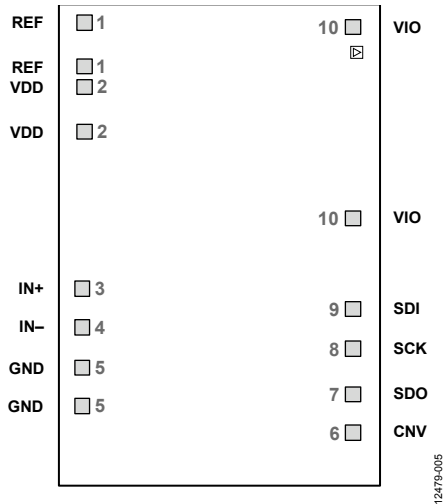 REF 1 10 VIO
REF 1
VDD 2
VDD 2
10 VIO
IN+ 3
9 SDI
IN– 4
8 SCK
GND 5
7 SDO
GND 5
6 CNV
12479-005